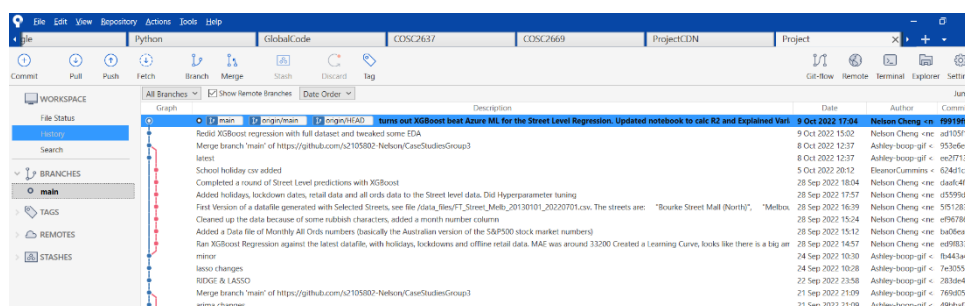 File Edit View Repository Actions Tools Help
gle Python GlobalCode COSC2637 COSC2669 ProjectCDN Project
Commit Pull Push Fetch Branch Merge Stash Discard Tag Git-flow Remote Terminal Explorer
All Branches Show Remote Branches Date Order
WORKSPACE
File Status
History
Search
BRANCHES
main
TAGS
REMOTES
STASHES
Graph Description Date Author
main origin/main origin/HEAD turns out XGBoost beat Azure ML for the Street Level Regression. Updated notebook to calc R2 and Explained Vari 9 Oct 2022 17:04 Nelson Cheng <ne
Redid XGBoost regression with full dataset and tweaked some EDA 9 Oct 2022 15:02 Nelson Cheng <ne
Merge branch 'main' of https://github.com/s2105802-Nelson/CaseStudiesGroup3 8 Oct 2022 12:37 Ashley-boop-gif < 953e6e
latest 8 Oct 2022 12:37 Ashley-boop-gif <
School holiday csv added 5 Oct 2022 20:12 EleanorCummins < 624d1c
Completed a round of Street Level predictions with XGBoost 28 Sep 2022 18:04 Nelson Cheng <ne
Added holidays, lockdown dates, retail data and all ords data to the Street level data. Did Hyperparameter tuning 28 Sep 2022 17:57 Nelson Cheng <ne
First Version of a datafile generated with Selected Streets, see file /data_files/FT_Street_Melb_20130101_20220701.csv. The streets are: "Bourke Street Mall (North)", "Melbou 28 Sep 2022 16:39 Nelson Cheng <ne
Cleaned up the data because of some rubbish characters, added a month number column 28 Sep 2022 15:24 Nelson Cheng <ne
Added a Data file of Monthly All Ords numbers (basically the Australian version of the S&P500 stock market numbers) 28 Sep 2022 15:12 Nelson Cheng <ne
Ran XGBoost Regression against the latest datafile, with holidays, lockdowns and offline retail data. MAE was around 33200 Created a Learning Curve, looks like there is a big an 28 Sep 2022 14:57 Nelson Cheng <ne
minor 24 Sep 2022 10:30 Ashley-boop-gif <
lasso changes 24 Sep 2022 10:28 Ashley-boop-gif < 7e3055
RIDGE & LASSO 22 Sep 2022 23:58 Ashley-boop-gif < 283de4
Merge branch 'main' of https://github.com/s2105802-Nelson/CaseStudiesGroup3 21 Sep 2022 21:09 Ashley-boop-gif < 769d05